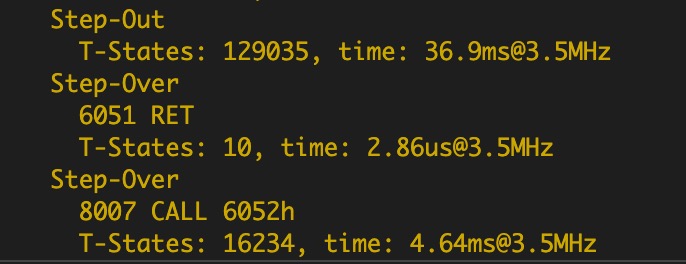 Step-Out
T-States: 129035, time: 36.9ms@3.5MHz
Step-Over
6051 RET
T-States: 10, time: 2.86us@3.5MHz
Step-Over
8007 CALL 6052h
T-States: 16234, time: 4.64ms@3.5MHz